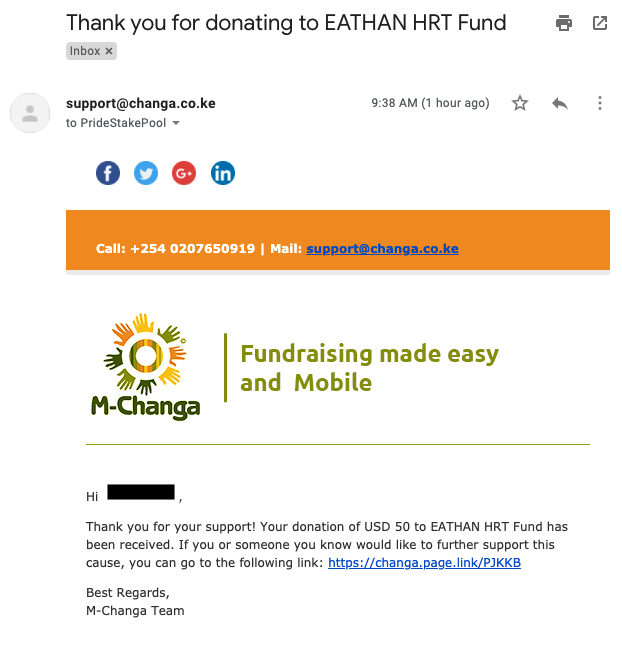 Thank you for donating to EATHAN HRT Fund
Inbox ×
support@changa.co.ke
9:38 AM (1 hour ago)
to PrideStakePool
f G+ in
Call: +254 0207650919 | Mail: support@changa.co.ke
M-Changa
Fundraising made easy
and Mobile
Hi ,
Thank you for your support! Your donation of USD 50 to EATHAN HRT Fund has
been received. If you or someone you know would like to further support this
cause, you can go to the following link: https://changa.page.link/PJKKB
Best Regards,
M-Changa Team